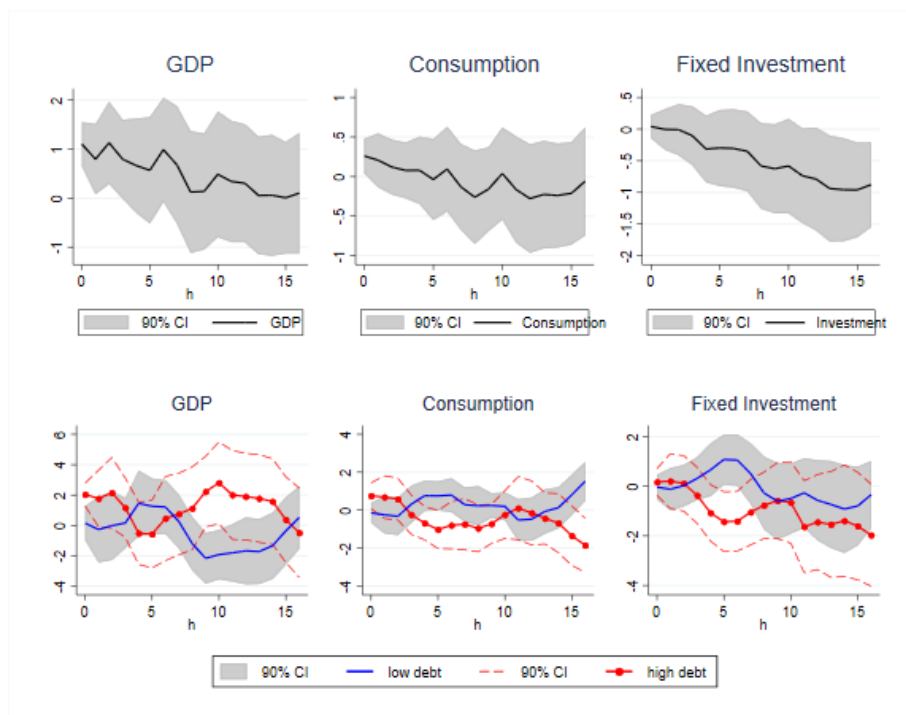 GDP Consumption Fixed Investment
2 1 0 -1
1 .5 0 -.5 -1
.5 0 -.5 -1 -1.5 -2
0 5 10 15 0 5 10 15 0 5 10 15
h h h
90% CI GDP 90% CI Consumption 90% CI Investment
GDP Consumption Fixed Investment
6 4 2 0 -2 -4
4 2 0 -2 -4
2 0 -2 -4
0 5 10 15 0 5 10 15 0 5 10 15
h h h
90% CI low debt 90% CI high debt